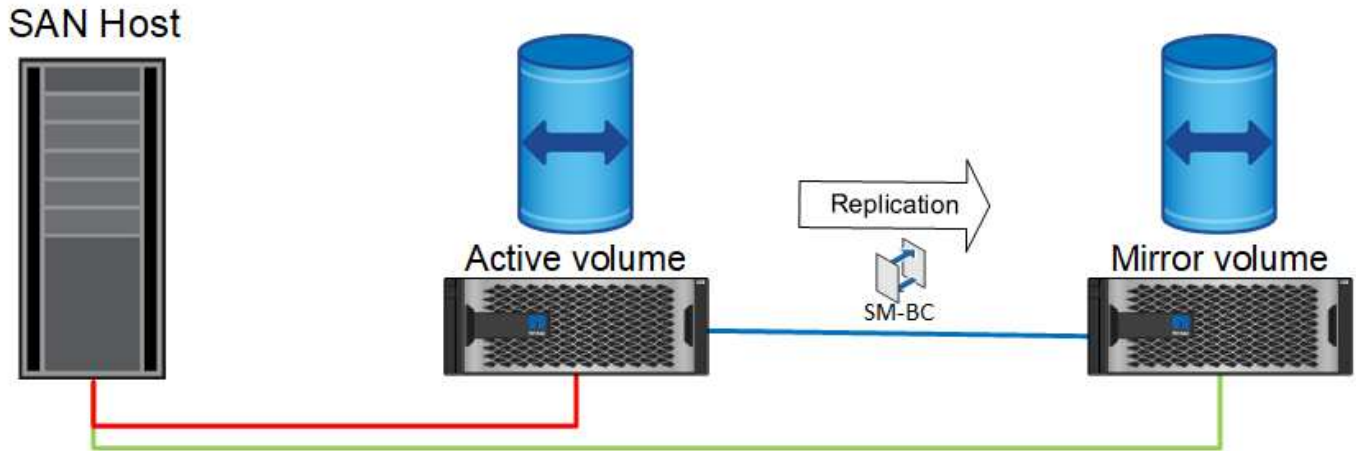 SAN Host
Replication
Active volume
Mirror volume
SM-BC